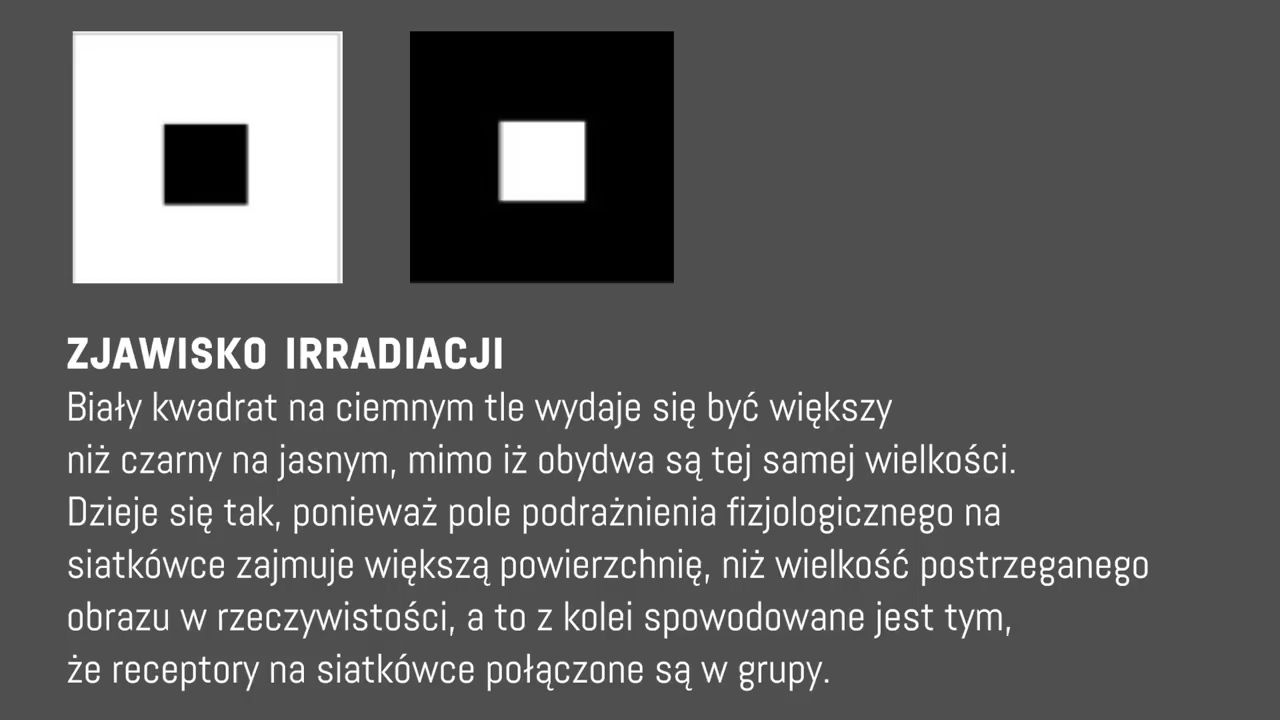 ZJAWISKO IRRADIACJI
Biały kwadrat na ciemnym tle wydaje się być większy
niż czarny na jasnym, mimo iż obydwa są tej samej wielkości.
Dzieje się tak, ponieważ pole podrażnienia fizjologicznego na
siatkówce zajmuje większą powierzchnię, niż wielkość postrzeganego
obrazu w rzeczywistości, a to z kolei spowodowane jest tym,
że receptory na siatkówce połączone są w grupy.